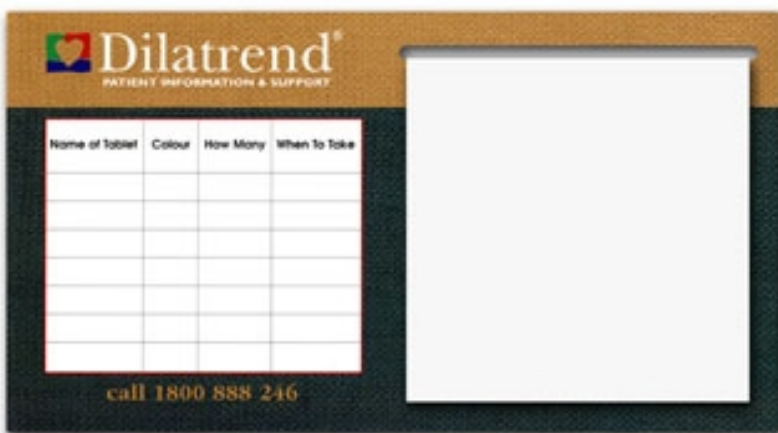 Dilatrend®
PATIENT INFORMATION & SUPPORT
Name of Tablet Colour How Many When To Take
call 1800 888 246